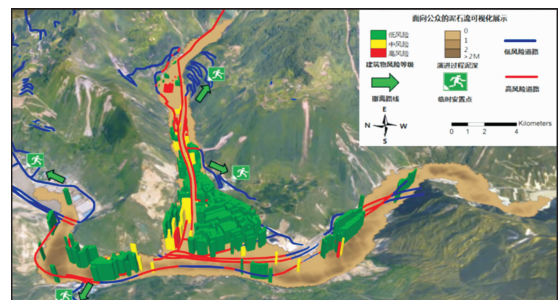 面向公众的泥石流可视化展示
低风险
中风险
高风险
建筑物风险等级
0
1
2
>2M
演进过程泥深
低风险道路
撤离路线
临时安置点
高风险道路
E
N
W
S
Kilometers
0 1 2 4